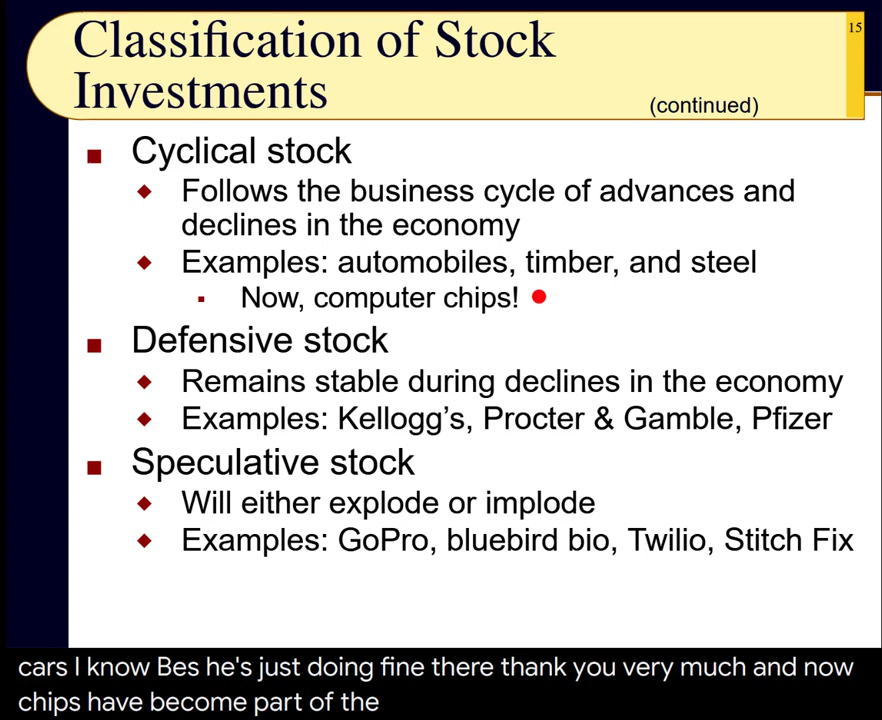 15
Classification of Stock
Investments
(continued)
Cyclical stock
Follows the business cycle of advances and
declines in the economy
Examples: automobiles, timber, and steel
Now, computer chips!
Defensive stock
Remains stable during declines in the economy
Examples: Kellogg’s, Procter & Gamble, Pfizer
Speculative stock
Will either explode or implode
Examples: GoPro, bluebird bio, Twilio, Stitch Fix
cars I know Bes he's just doing fine there thank you very much and now
chips have become part of the